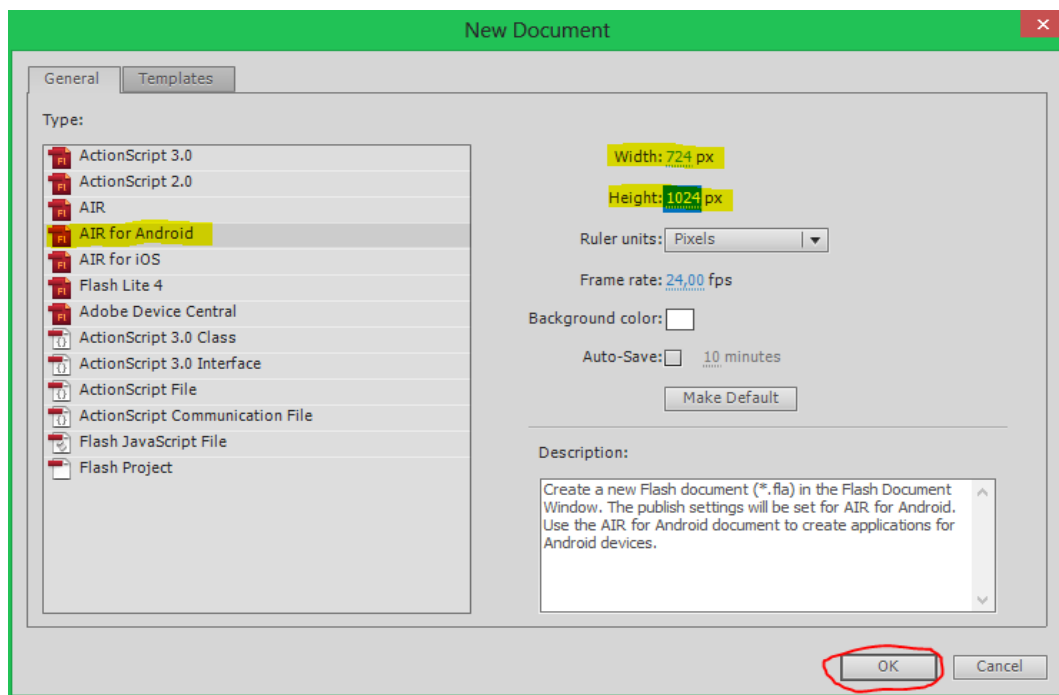 New Document
General
Templates
Type:
ActionScript 3.0
ActionScript 2.0
AIR
AIR for Android
AIR for iOS
Flash Lite 4
Adobe Device Central
ActionScript 3.0 Class
ActionScript 3.0 Interface
ActionScript File
ActionScript Communication File
Flash JavaScript File
Flash Project
Width: 724 px
Height: 1024 px
Ruler units: Pixels
Frame rate: 24,00 fps
Background color:
Auto-Save: 10 minutes
Make Default
Description:
Create a new Flash document (*.fla) in the Flash Document
Window. The publish settings will be set for AIR for Android.
Use the AIR for Android document to create applications for
Android devices.
OK
Cancel